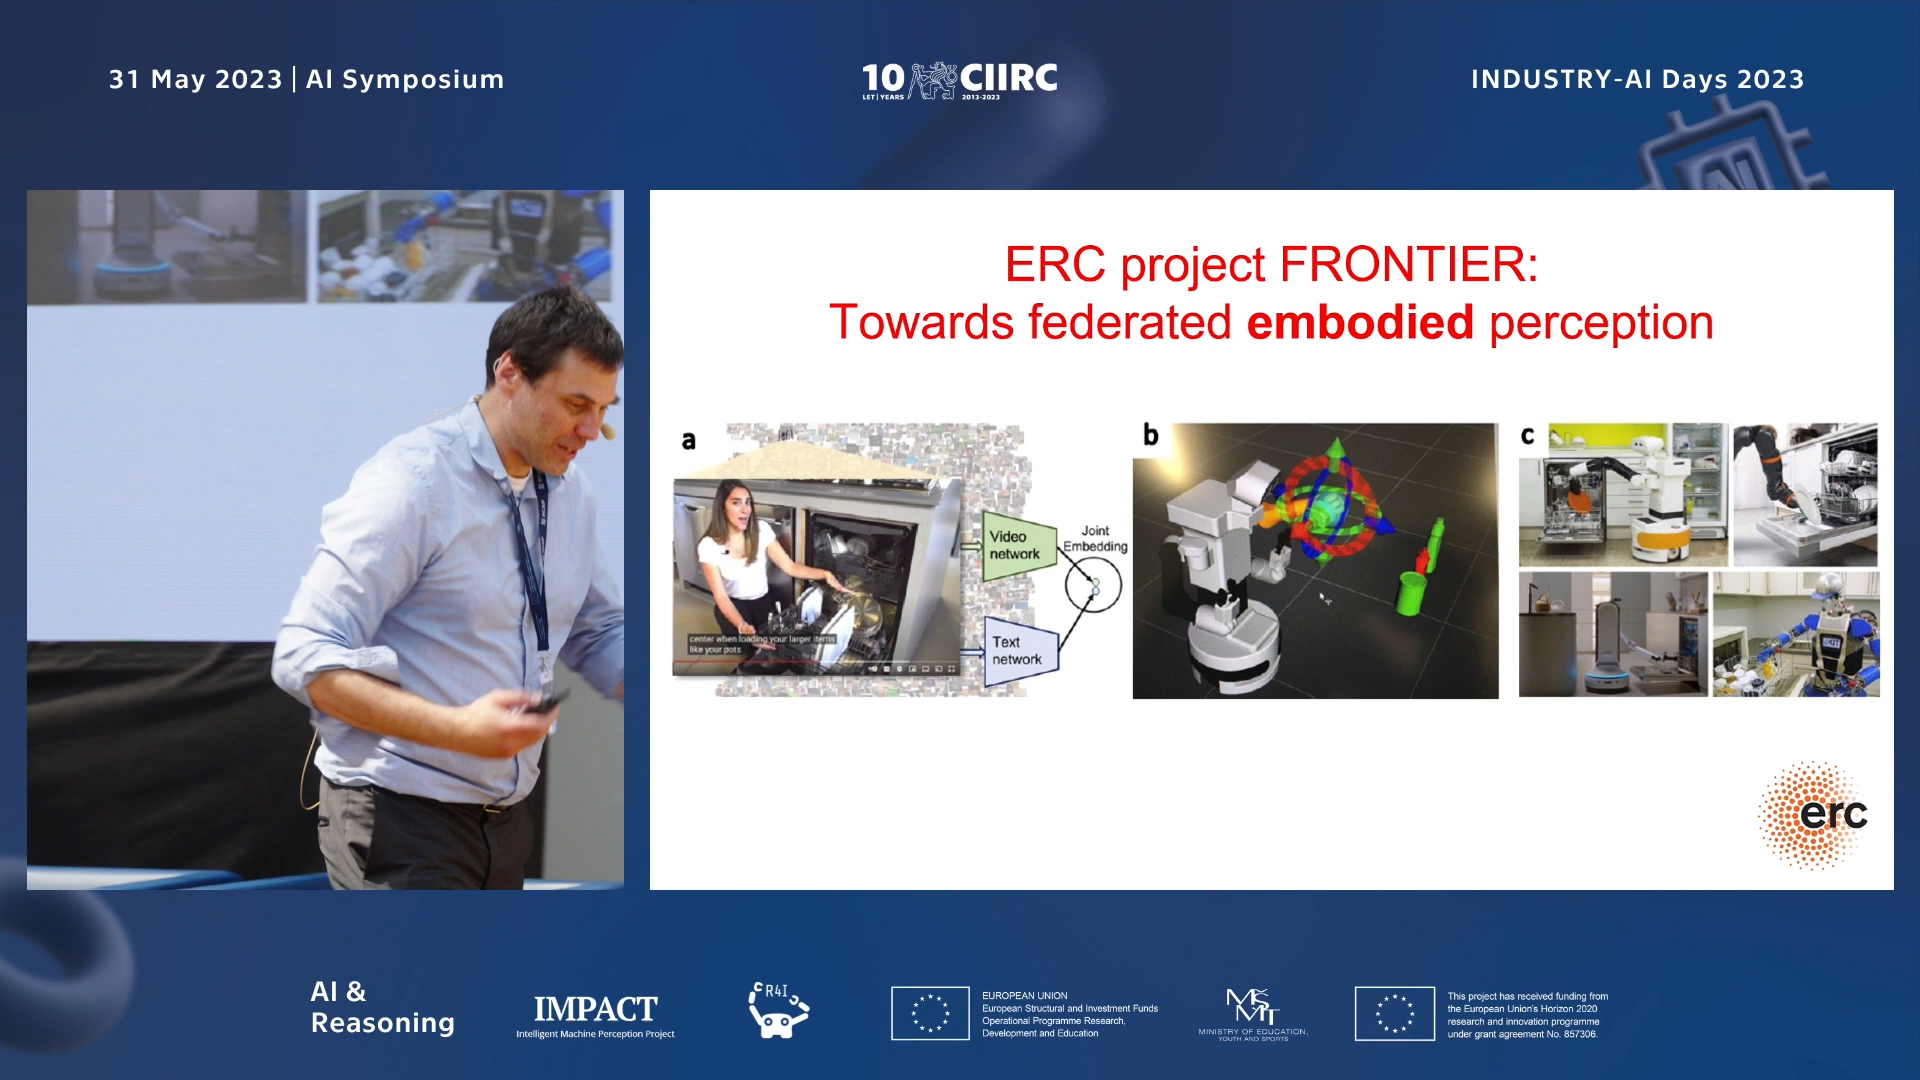 31 May 2023 | AI Symposium
10 CIIRC
LET | YEARS 2013-2023
INDUSTRY-AI Days 2023
AI
ERC project FRONTIER:
Towards federated embodied perception
a
b
c
Video
network
Joint
Embedding
Text
network
center when loading your larger items
like your pots
erc
AI &
Reasoning
IMPACT
Intelligent Machine Perception Project
R4I
EUROPEAN UNION
European Structural and Investment Funds
Operational Programme Research,
Development and Education
MŠMT
MINISTRY OF EDUCATION,
YOUTH AND SPORTS
This project has received funding from
the European Union's Horizon 2020
research and innovation programme
under grant agreement No. 857306.